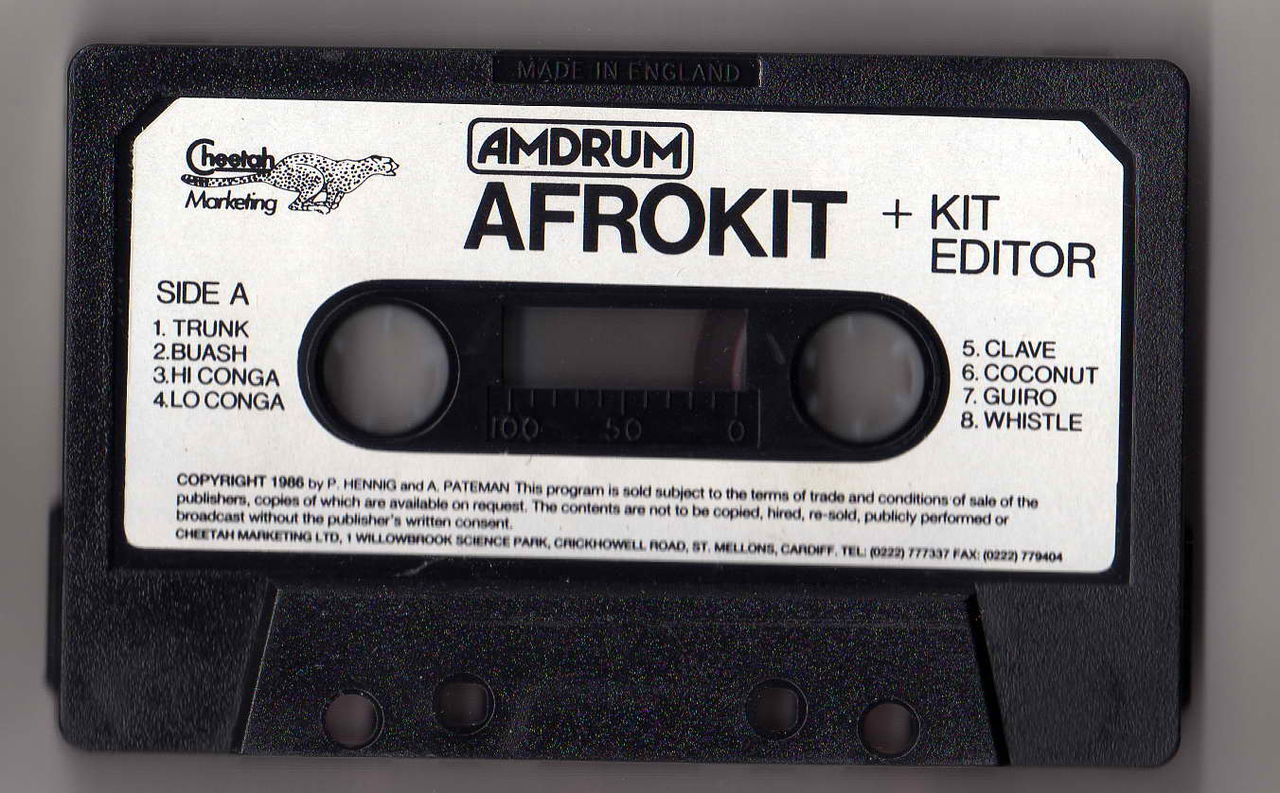 MADE IN ENGLAND
Cheetah
Marketing
AMDRUM
AFROKIT + KIT
EDITOR
SIDE A
1. TRUNK
2.BUASH
3.HI CONGA
4.LO CONGA
5. CLAVE
6. COCONUT
7. GUIRO
8. WHISTLE
100 50 0
COPYRIGHT 1986 by P. HENNIG and A. PATEMAN This program is sold subject to the terms of trade and conditions of sale of the
publishers, copies of which are available on request. The contents are not to be copied, hired, re-sold, publicly performed or
broadcast without the publisher's written consent.
CHEETAH MARKETING LTD, 1 WILLOWBROOK SCIENCE PARK, CRICKHOWELL ROAD, ST. MELLONS, CARDIFF. TEL: (0222) 777337 FAX: (0222) 779404